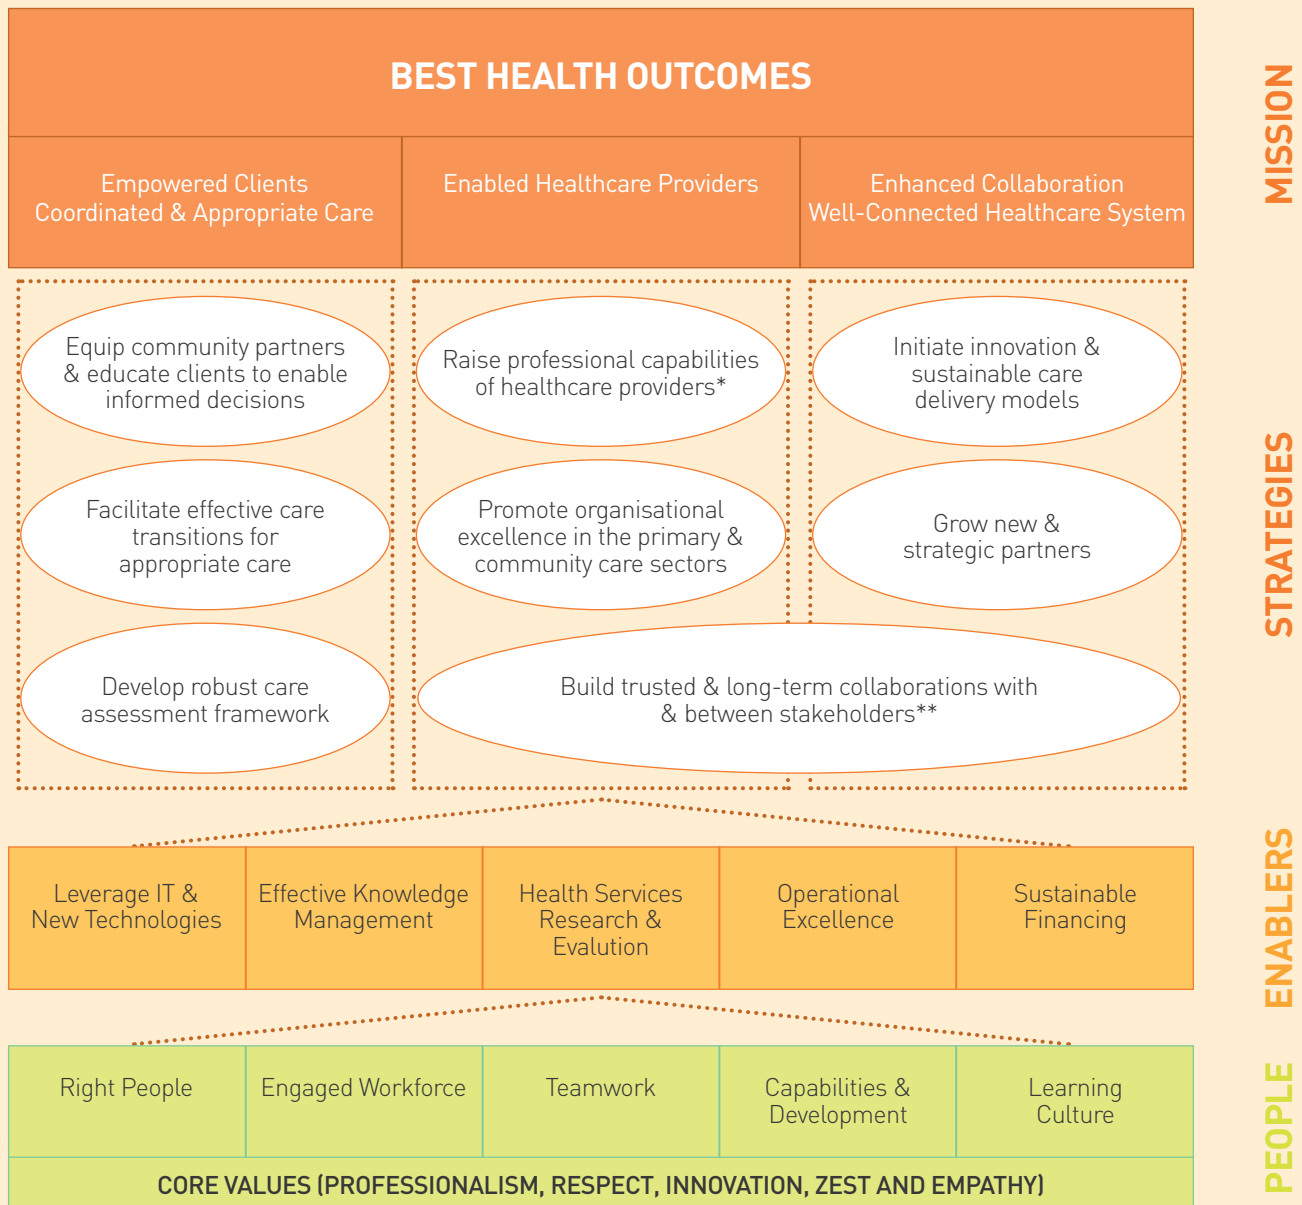 BEST HEALTH OUTCOMES
Empowered Clients
Coordinated & Appropriate Care
Enabled Healthcare Providers
Enhanced Collaboration
Well-Connected Healthcare System
MISSION
Equip community partners
& educate clients to enable
informed decisions
Raise professional capabilities
of healthcare providers*
Initiate innovation &
sustainable care
delivery models
Facilitate effective care
transitions for
appropriate care
Promote organisational
excellence in the primary &
community care sectors
Grow new &
strategic partners
Develop robust care
assessment framework
Build trusted & long-term collaborations with
& between stakeholders**
STRATEGIES
Leverage IT &
New Technologies
Effective Knowledge
Management
Health Services
Research &
Evalution
Operational
Excellence
Sustainable
Financing
ENABLERS
Right People
Engaged Workforce
Teamwork
Capabilities &
Development
Learning
Culture
CORE VALUES (PROFESSIONALISM, RESPECT, INNOVATION, ZEST AND EMPATHY)
PEOPLE